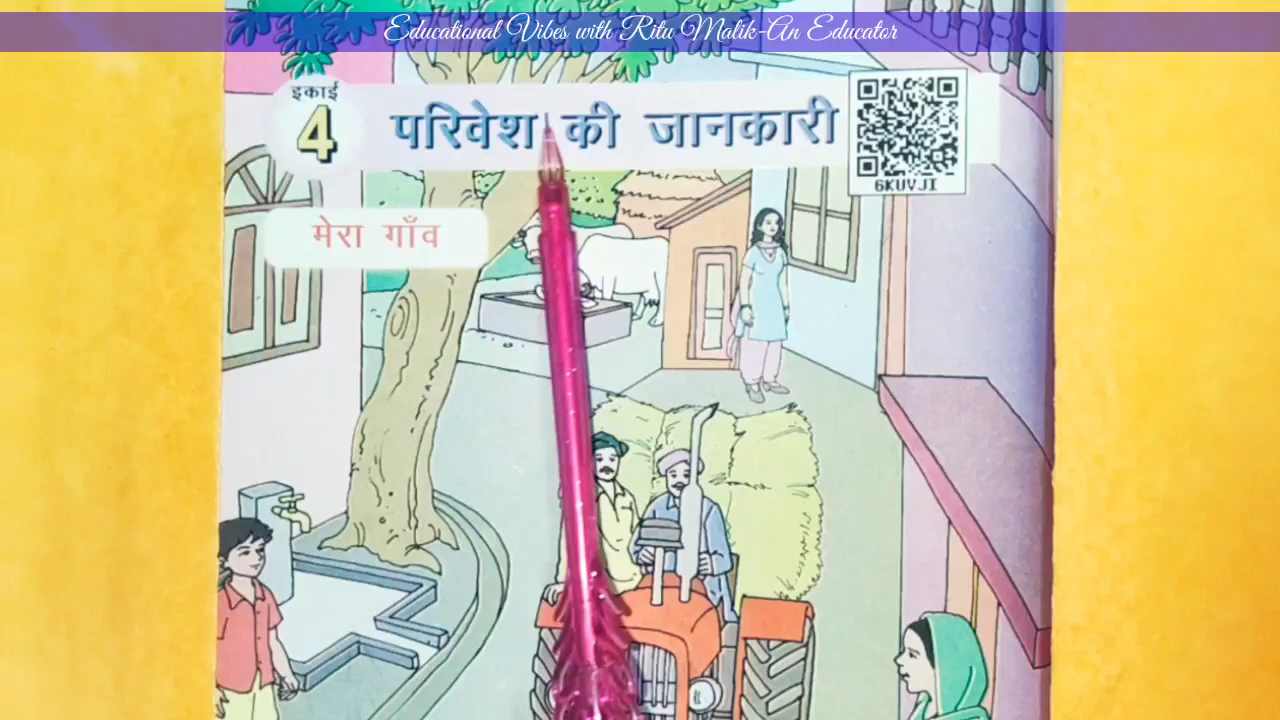 Educational Vibes with Ritu Malik-An Educator
इकाई
4
परिवेश की जानकारी
6KUVJI
मेरा गाँव